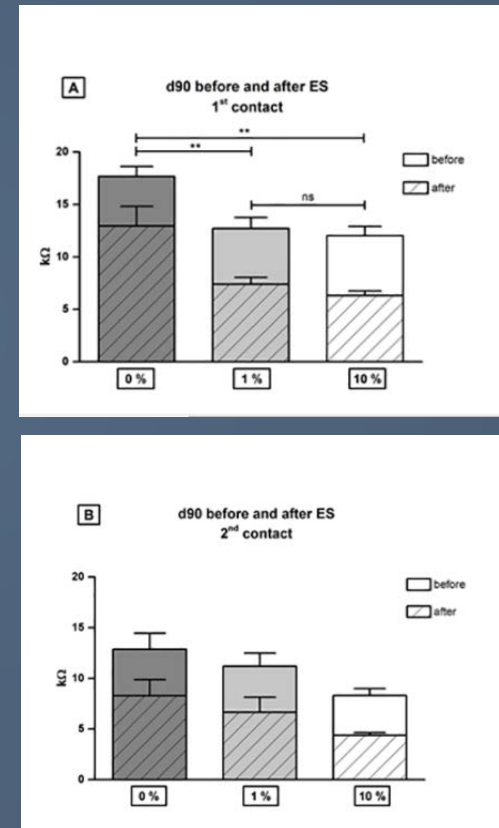 A
d90 before and after ES
1st contact
**
**
ns
before
after
kΩ
20
15
10
5
0
0 %
1 %
10 %
B
d90 before and after ES
2nd contact
before
after
kΩ
20
15
10
5
0
0 %
1 %
10 %